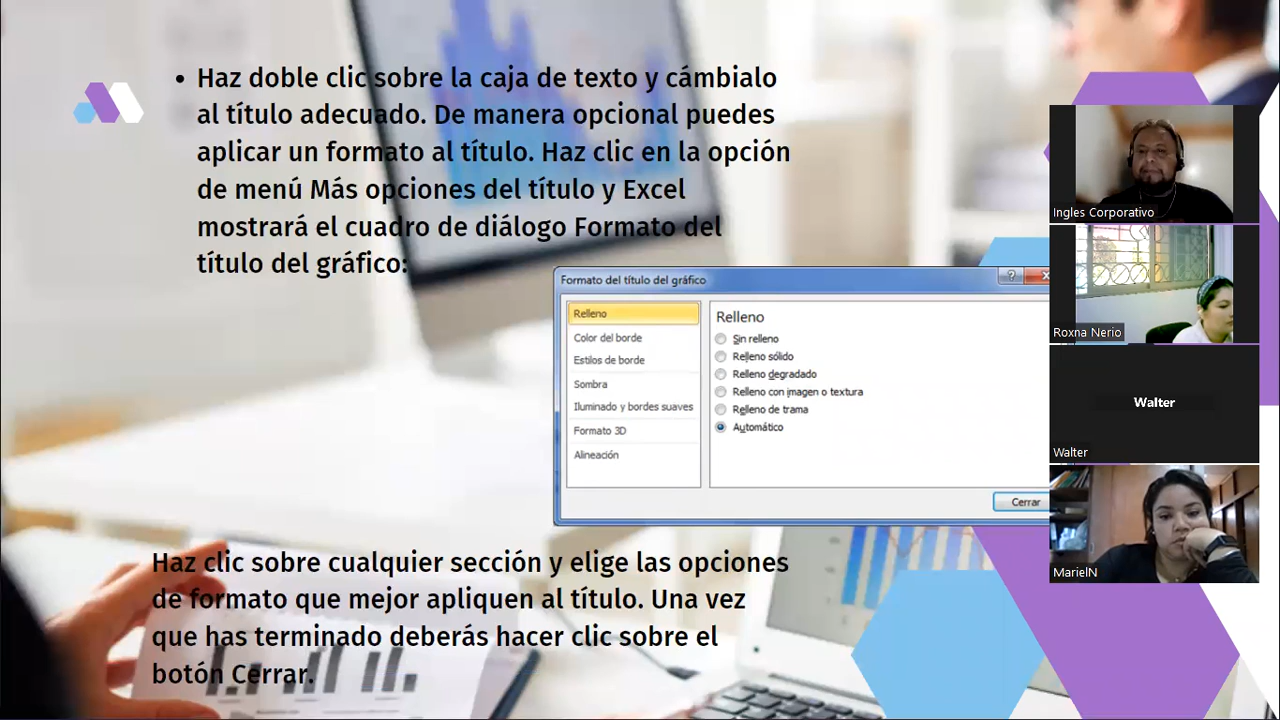 • Haz doble clic sobre la caja de texto y cámbialo
al título adecuado. De manera opcional puedes
aplicar un formato al título. Haz clic en la opción
de menú Más opciones del título y Excel
mostrará el cuadro de diálogo Formato del
título del gráfico:
Formato del título del gráfico
Relleno
Color del borde
Estilos de borde
Sombra
Iluminado y bordes suaves
Formato 3D
Alineación
Relleno
Sin relleno
Relleno sólido
Relleno degradado
Relleno con imagen o textura
Relleno de trama
Automático
Cerrar
Haz clic sobre cualquier sección y elige las opciones
de formato que mejor apliquen al título. Una vez
que has terminado deberás hacer clic sobre el
botón Cerrar.
Ingles Corporativo
Roxna Nerio
Walter
Walter
MarielN